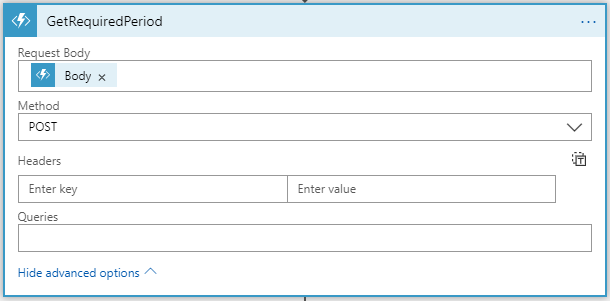 GetRequiredPeriod ...
Request Body
Body ×
Method
POST
Headers
Enter key Enter value
Queries
Hide advanced options